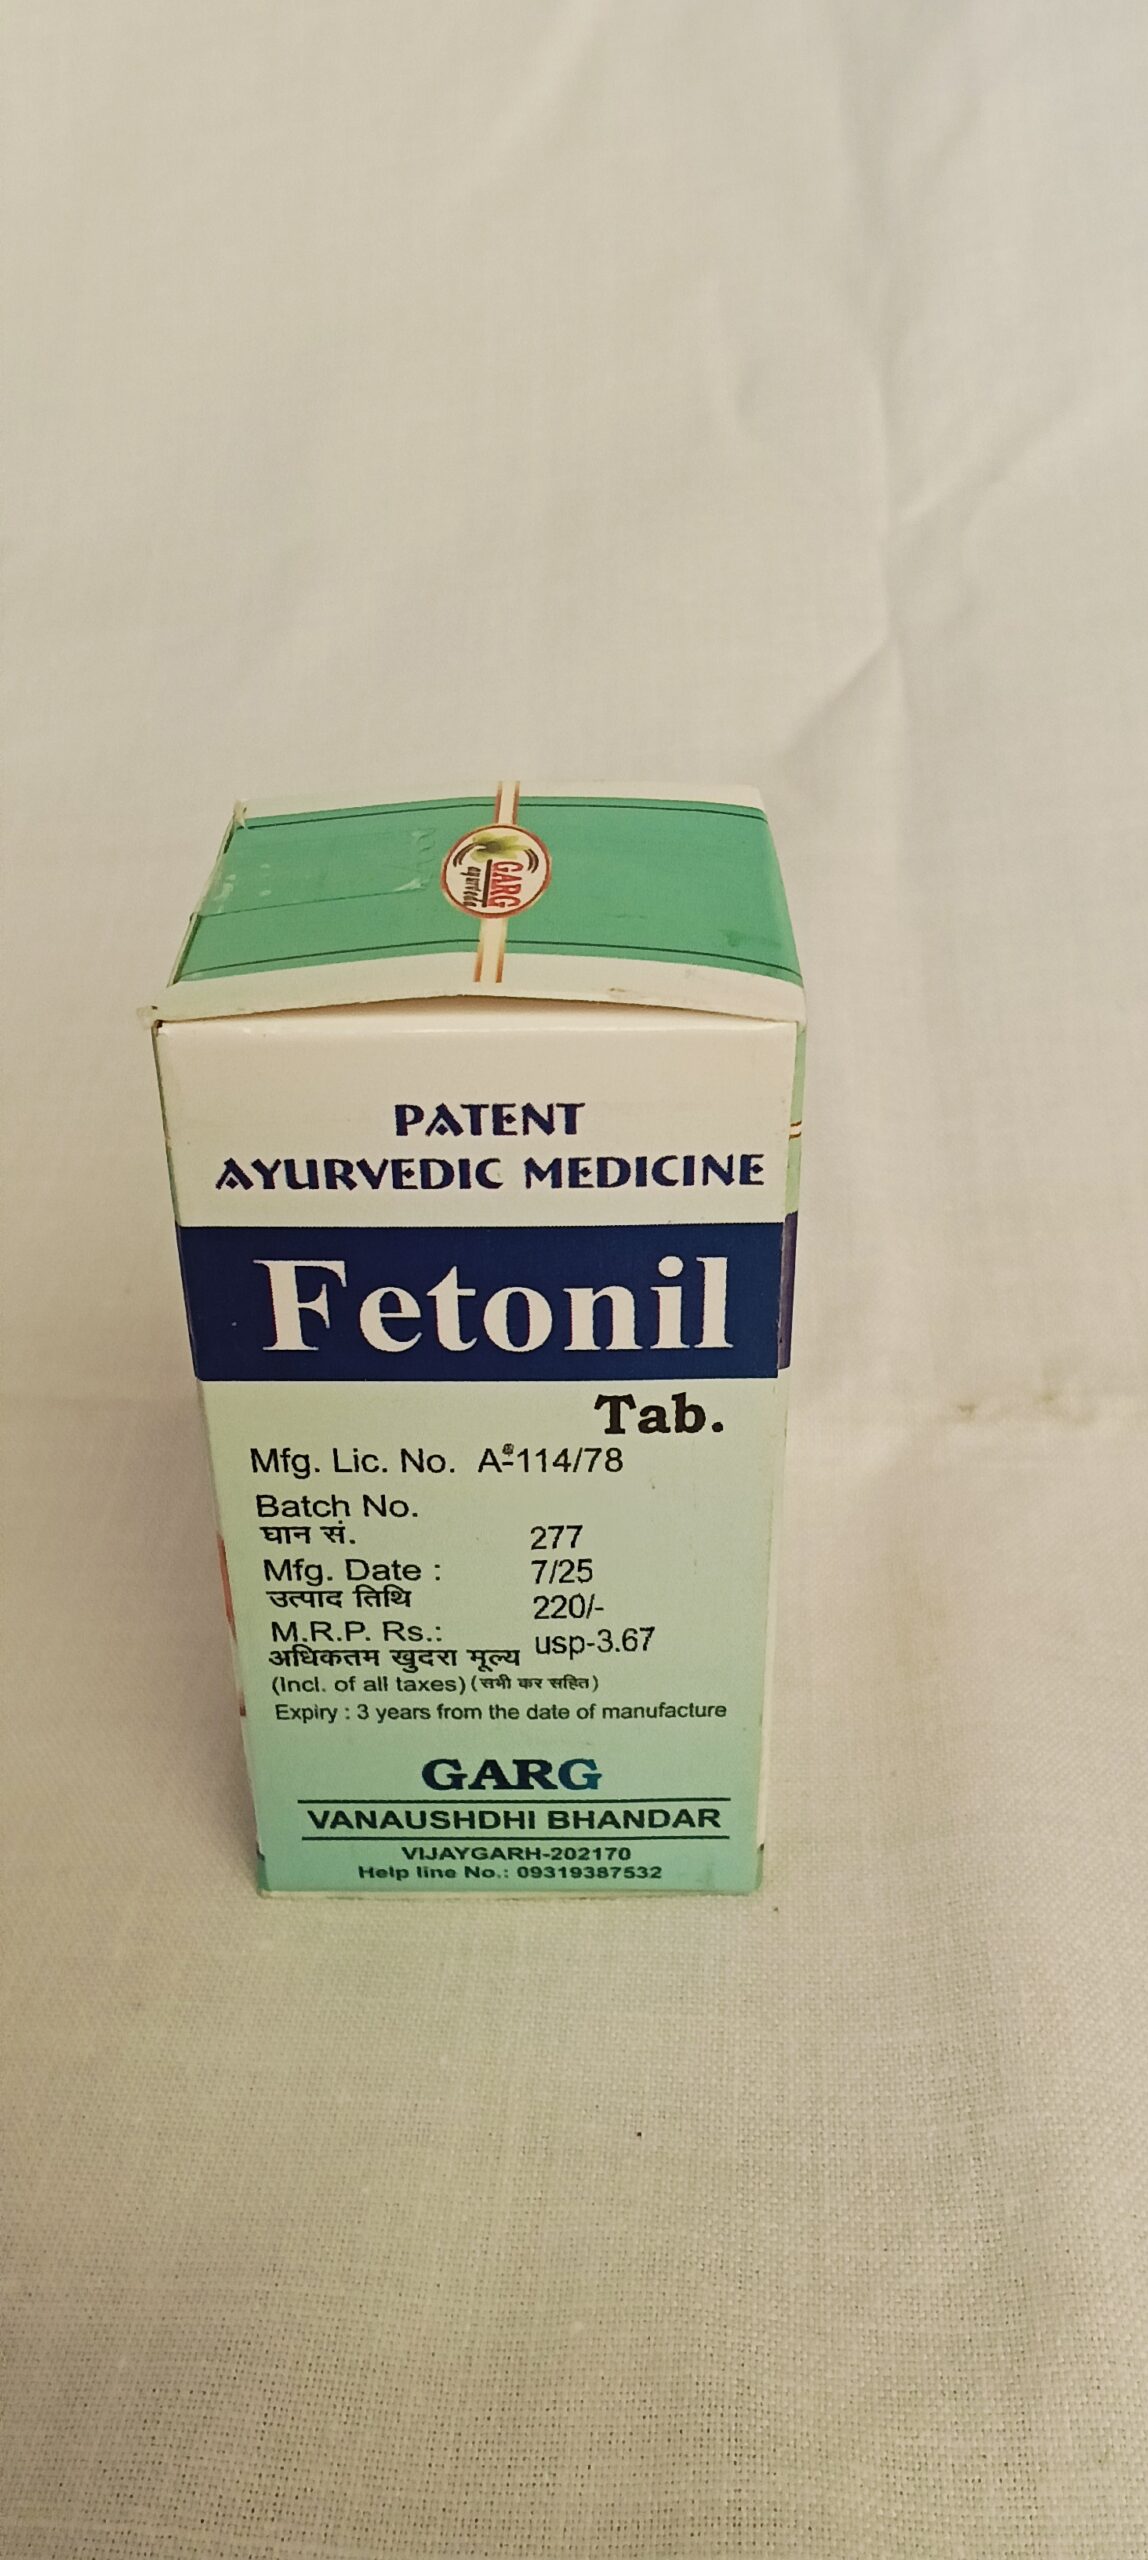 GARG
ayurveda
PATENT
AYURVEDIC MEDICINE
Fetonil
Tab.
Mfg. Lic. No. A-114/78
Batch No.
घान सं. 277
Mfg. Date : 7/25
उत्पाद तिथि 220/-
M.R.P. Rs.:
अधिकतम खुदरा मूल्य usp-3.67
(Incl. of all taxes) (सभी कर सहित)
Expiry : 3 years from the date of manufacture
GARG
VANAUSHDHI BHANDAR
VIJAYGARH-202170
Help line No.: 09319387532